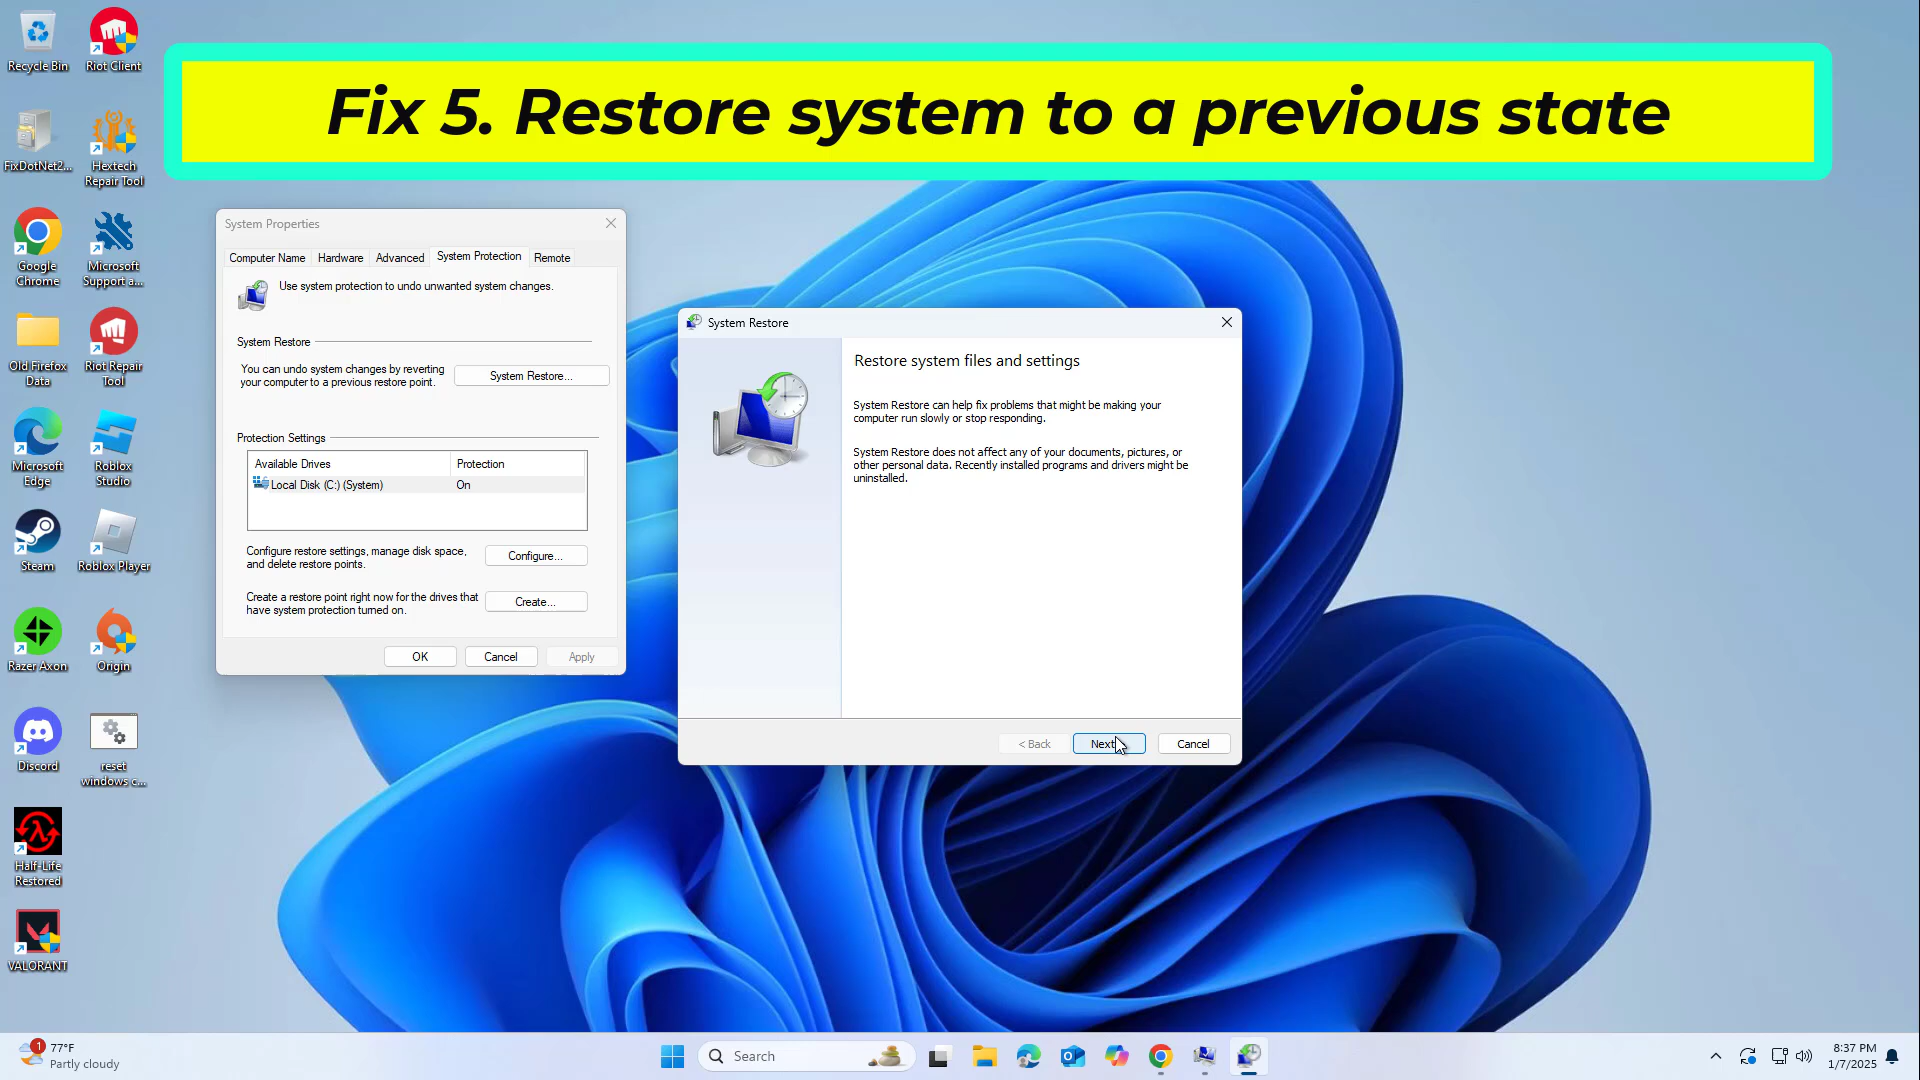 Recycle Bin
Riot Client
Fix 5. Restore system to a previous state
FixDotNet2...
Hextech
Repair Tool
Google
Chrome
Microsoft
Support a...
Old Firefox
Data
Riot Repair
Tool
Microsoft
Edge
Roblox
Studio
Steam
Roblox Player
Razer Axon
Origin
Discord
reset
windows c...
Half-Life
Restored
VALORANT
System Properties
Computer Name
Hardware
Advanced
System Protection
Remote
Use system protection to undo unwanted system changes.
System Restore
You can undo system changes by reverting
your computer to a previous restore point.
System Restore...
Protection Settings
Available Drives
Protection
Local Disk (C:) (System)
On
Configure restore settings, manage disk space,
and delete restore points.
Configure...
Create a restore point right now for the drives that
have system protection turned on.
Create...
OK
Cancel
Apply
System Restore
Restore system files and settings
System Restore can help fix problems that might be making your
computer run slowly or stop responding.
System Restore does not affect any of your documents, pictures, or
other personal data. Recently installed programs and drivers might be
uninstalled.
< Back
Next
Cancel
1
77°F
Partly cloudy
Search
8:37 PM
1/7/2025